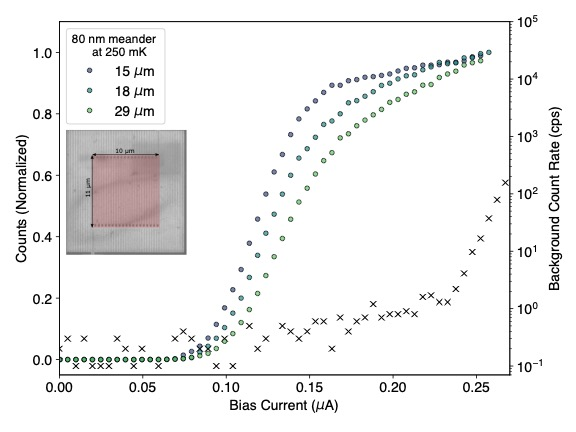 80 nm meander
at 250 mK
15 μm
18 μm
29 μm
10 μm
11 μm
Counts (Normalized)
1.0
0.8
0.6
0.4
0.2
0.0
Background Count Rate (cps)
10⁵
10⁴
10³
10²
10¹
10⁰
10⁻¹
0.00 0.05 0.10 0.15 0.20 0.25
Bias Current (μA)